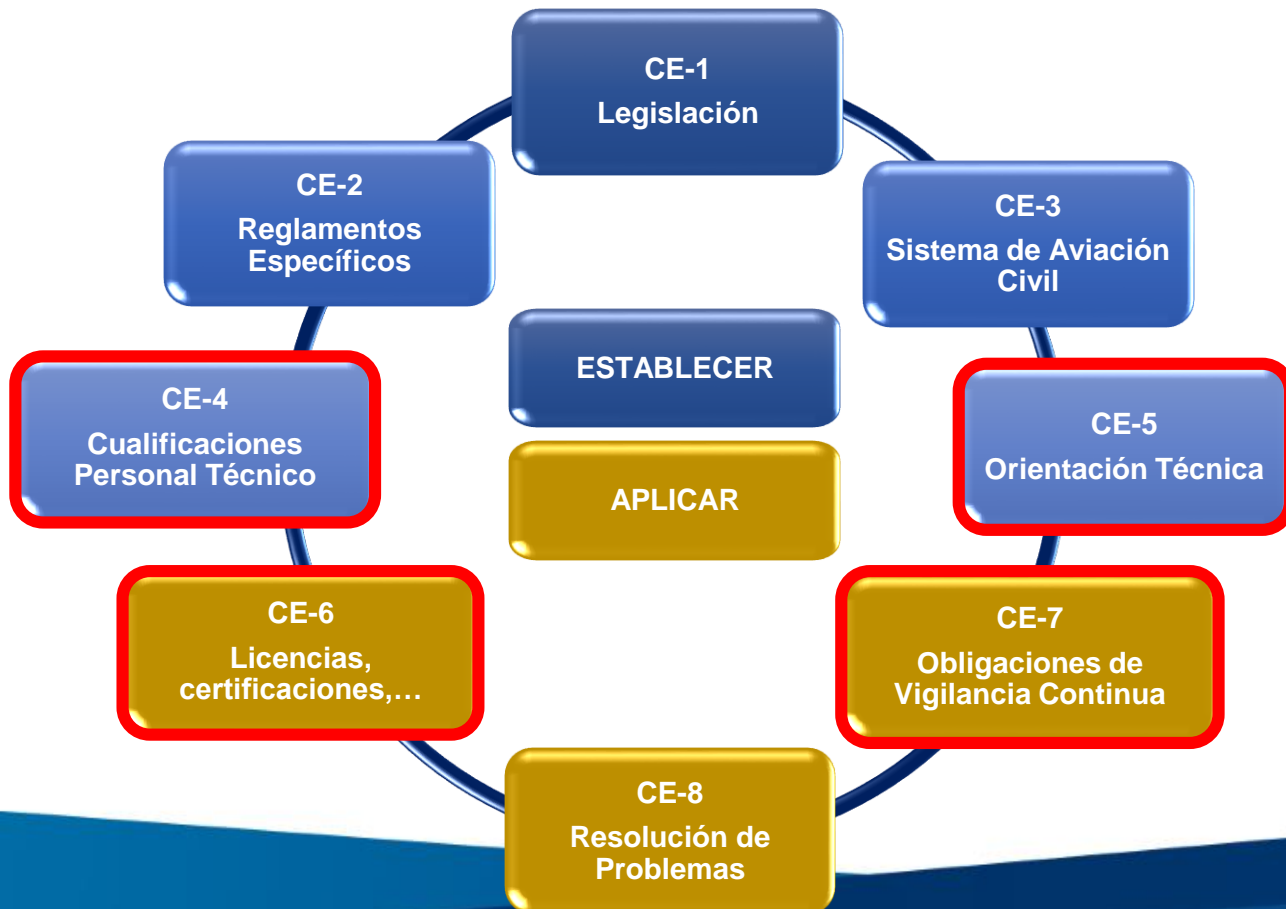 CE-1
Legislación
CE-2
Reglamentos
Específicos
CE-3
Sistema de Aviación
Civil
ESTABLECER
CE-4
Cualificaciones
Personal Técnico
CE-5
Orientación Técnica
APLICAR
CE-6
Licencias,
certificaciones,…
CE-7
Obligaciones de
Vigilancia Continua
CE-8
Resolución de
Problemas